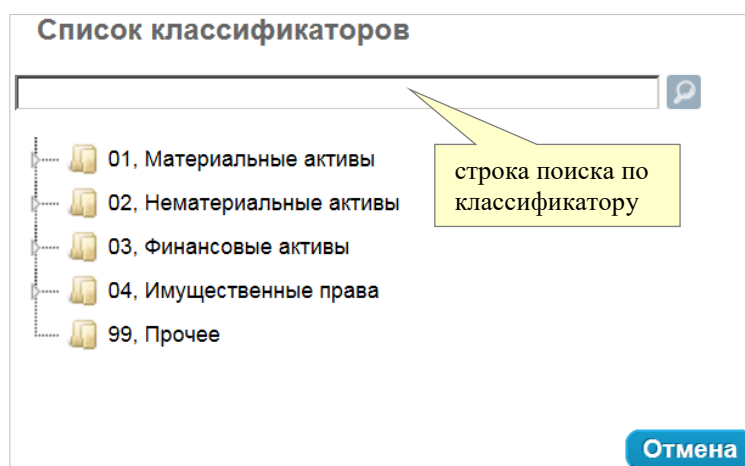 Список классификаторов
01, Материальные активы
строка поиска по
классификатору
02, Нематериальные активы
03, Финансовые активы
04, Имущественные права
99, Прочее
Отмена